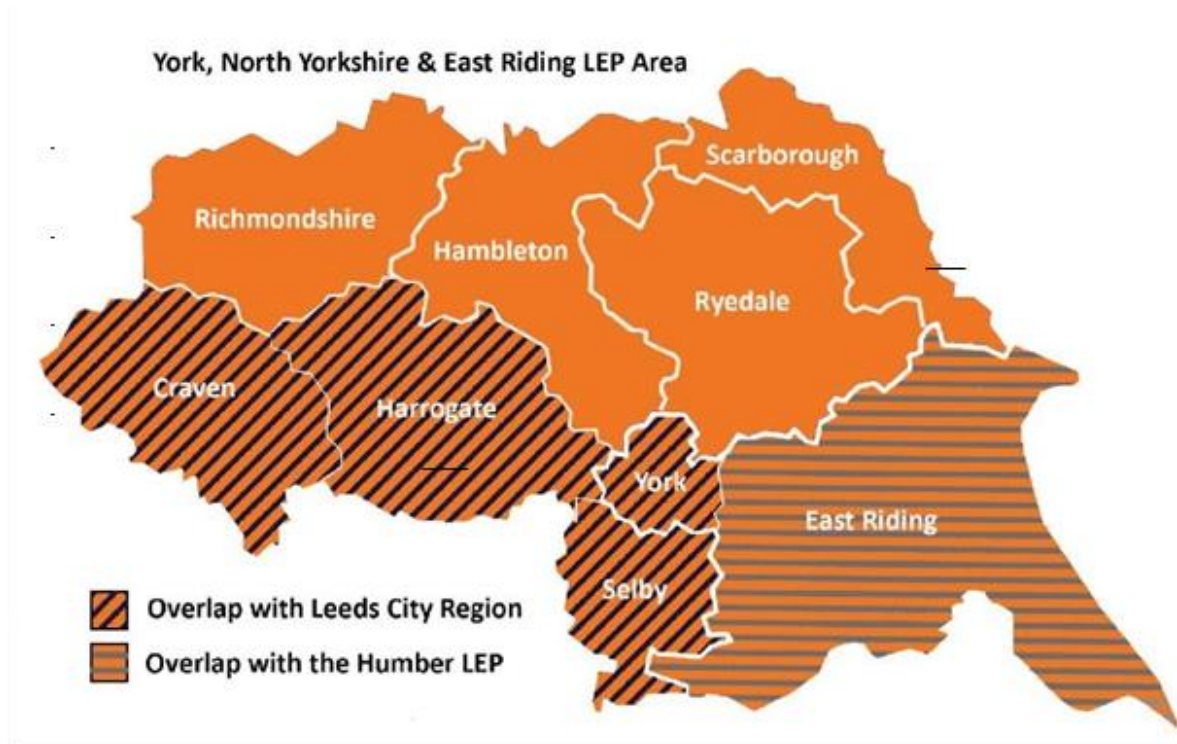 York, North Yorkshire & East Riding LEP Area
Scarborough
Richmondshire
Hambleton
Ryedale
Craven
Harrogate
York
East Riding
Selby
Overlap with Leeds City Region
Overlap with the Humber LEP